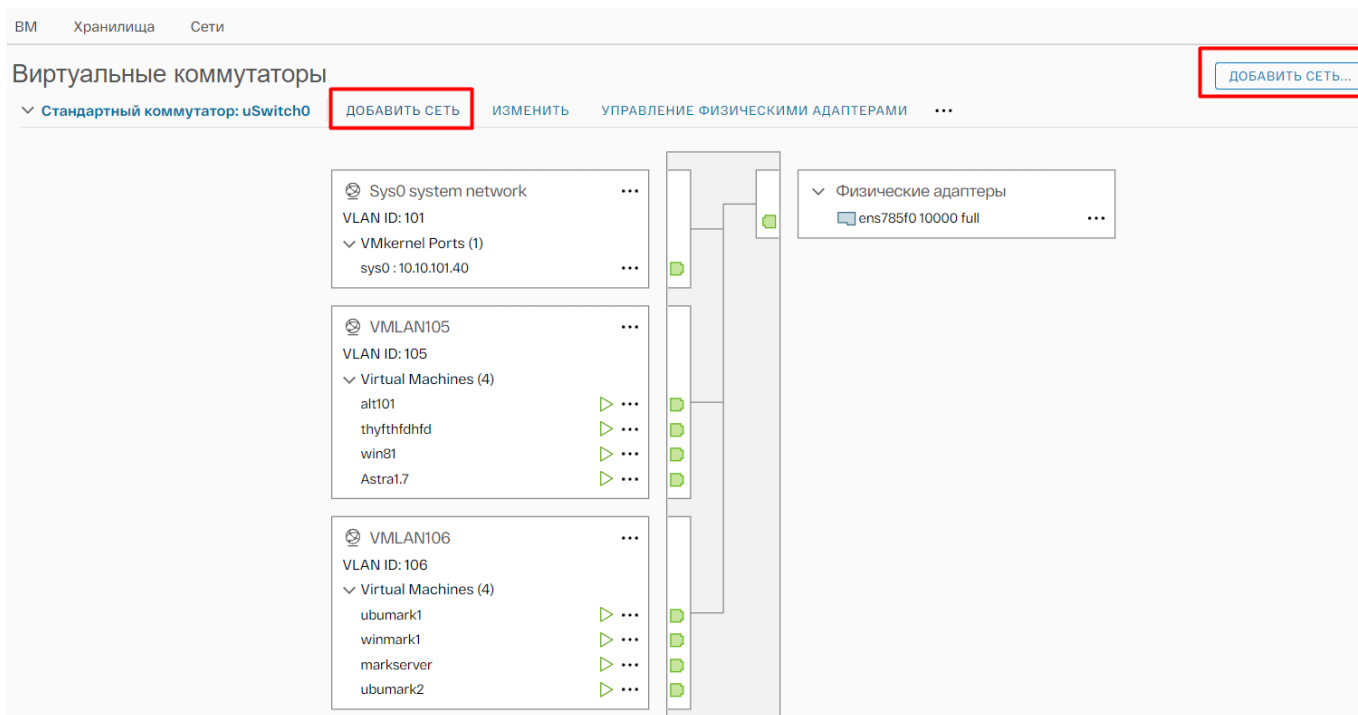 ВМ Хранилища Сети
Виртуальные коммутаторы
ДОБАВИТЬ СЕТЬ...
Стандартный коммутатор: uSwitch0 ДОБАВИТЬ СЕТЬ ИЗМЕНИТЬ УПРАВЛЕНИЕ ФИЗИЧЕСКИМИ АДАПТЕРАМИ ...
Sys0 system network ...
VLAN ID: 101
VMkernel Ports (1)
sys0 : 10.10.101.40 ...
Физические адаптеры
ens785f0 10000 full ...
VMLAN105 ...
VLAN ID: 105
Virtual Machines (4)
alt101 ...
thyfthfdhfd ...
win81 ...
Astra1.7 ...
VMLAN106 ...
VLAN ID: 106
Virtual Machines (4)
ubumark1 ...
winmark1 ...
markserver ...
ubumark2 ...